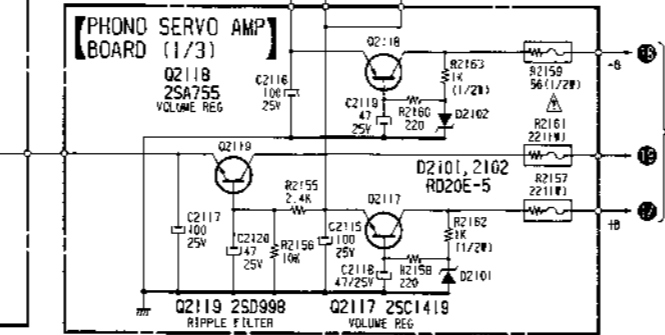 PHONO SERVO AMP
BOARD (1/3)
Q2118
2SA755
VOLUME REG
C2116
100
25V
Q2118
R2163
1K
(1/2W)
C2119
47
25V
R2160
220
D2102
R2159
56(1/2W)
-B
R2161
22(1W)
R2157
22(1W)
+B
D2101, 2102
RD20E-5
Q2119
R2155
2.4K
Q2117
R2162
1K
(1/2W)
C2117
100
25V
C2120
47
25V
R2156
10K
C2115
100
25V
C2118
47/25V
R2158
220
D2101
Q2119 2SD998
RIPPLE FILTER
Q2117 2SC1419
VOLUME REG